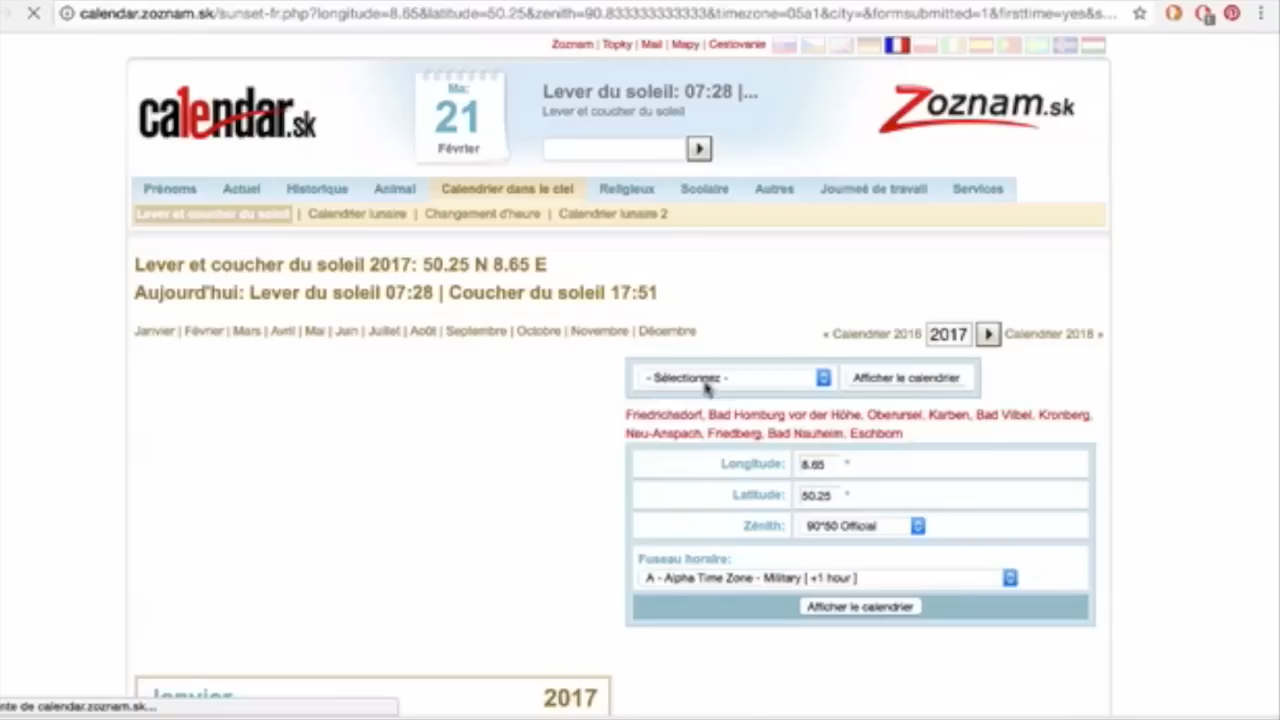 calendar.zoznam.sk/sunset-fr.php?longitude=8.65&latitude=50.25&zenith=90.833333333333&timezone=05a1&city=&formsubmitted=1&firsttime=yes&s...
Zoznam | Topky | Mail | Mapy | Cestovanie
calendar.sk
Ma:
21
Février
Lever du soleil: 07:28 |...
Lever et coucher du soleil
Zoznam.sk
Prénoms Actuel Historique Animal Calendrier dans le ciel Religieux Scolaire Autres Journeé de travail Services
Lever et coucher du soleil | Calendrier lunaire | Changement d'heure | Calendrier lunaire 2
Lever et coucher du soleil 2017: 50.25 N 8.65 E
Aujourd'hui: Lever du soleil 07:28 | Coucher du soleil 17:51
Janvier | Février | Mars | Avril | Mai | Juin | Juillet | Août | Septembre | Octobre | Novembre | Décembre
« Calendrier 2016 2017 Calendrier 2018 »
- Sélectionnez - Afficher le calendrier
Friedrichsdorf, Bad Homburg vor der Höhe, Oberursel, Karben, Bad Vilbel, Kronberg,
Neu-Anspach, Friedberg, Bad Nauheim, Eschborn
Longitude: 8.65 °
Latitude: 50.25 °
Zénith: 90°50 Official
Fuseau horaire:
A - Alpha Time Zone - Military [ +1 hour ]
Afficher le calendrier
Janvier 2017
nte de calendar.zoznam.sk...